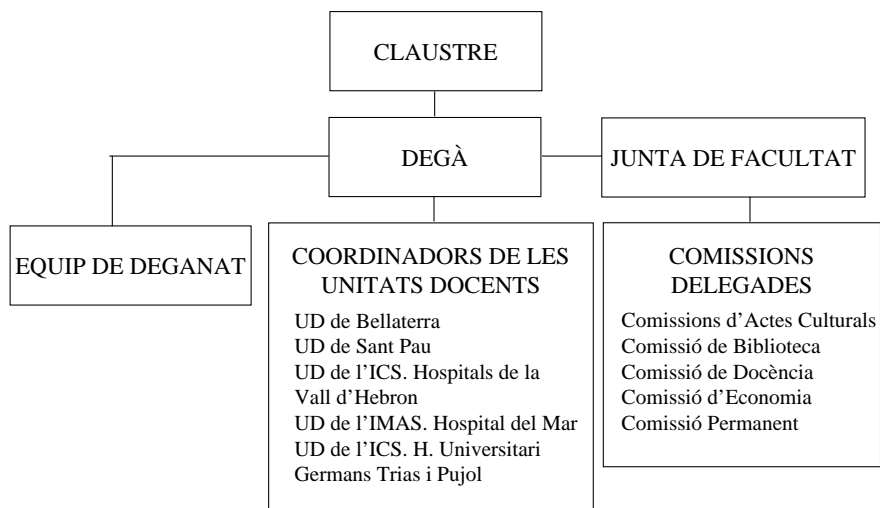 CLAUSTRE
DEGÀ
JUNTA DE FACULTAT
EQUIP DE DEGANAT
COORDINADORS DE LES
UNITATS DOCENTS
UD de Bellaterra
UD de Sant Pau
UD de l’ICS. Hospitals de la
Vall d’Hebron
UD de l’IMAS. Hospital del Mar
UD de l’ICS. H. Universitari
Germans Trias i Pujol
COMISSIONS
DELEGADES
Comissions d’Actes Culturals
Comissió de Biblioteca
Comissió de Docència
Comissió d’Economia
Comissió Permanent